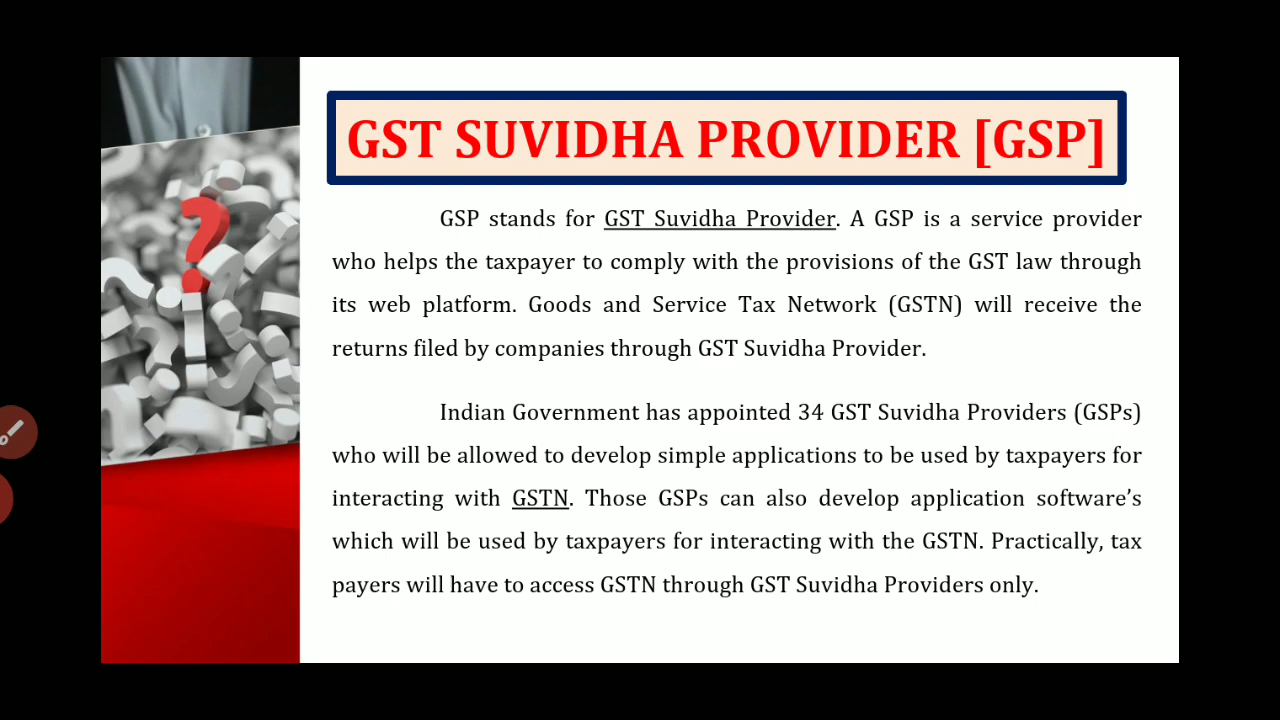 GST SUVIDHA PROVIDER [GSP]
GSP stands for GST Suvidha Provider. A GSP is a service provider
who helps the taxpayer to comply with the provisions of the GST law through
its web platform. Goods and Service Tax Network (GSTN) will receive the
returns filed by companies through GST Suvidha Provider.
Indian Government has appointed 34 GST Suvidha Providers (GSPs)
who will be allowed to develop simple applications to be used by taxpayers for
interacting with GSTN. Those GSPs can also develop application software’s
which will be used by taxpayers for interacting with the GSTN. Practically, tax
payers will have to access GSTN through GST Suvidha Providers only.